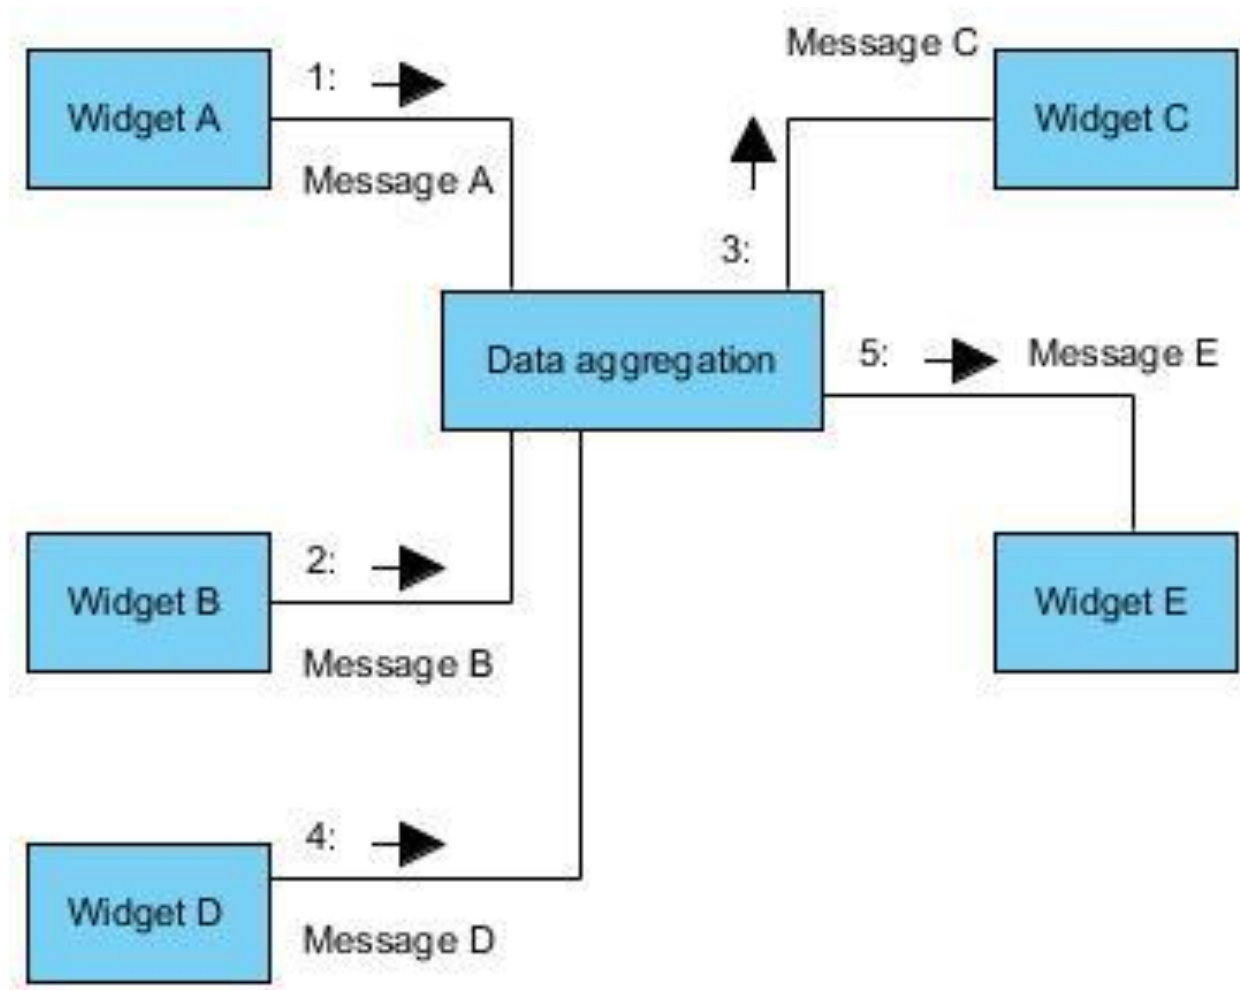 Message C
1:
Widget A
Widget C
Message A
3:
Data aggregation
5:
Message E
2:
Widget B
Widget E
Message B
4:
Widget D
Message D